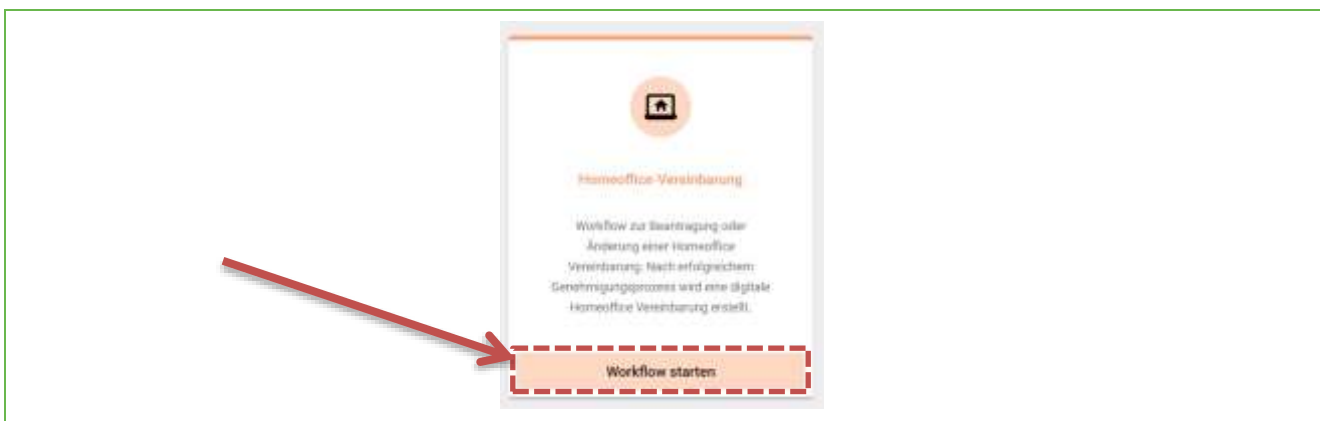 Homeoffice-Vereinbarung
Workflow zur Beantragung oder
Änderung einer Homeoffice
Vereinbarung. Nach erfolgreichem
Genehmigungsprozess wird eine digitale
Homeoffice Vereinbarung erstellt.
Workflow starten